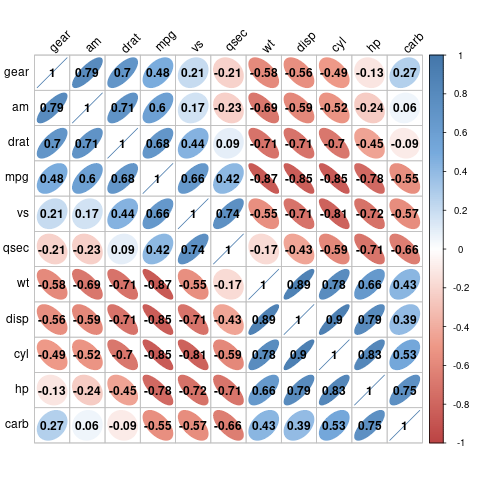 gear am drat mpg vs qsec wt disp cyl hp carb
gear 1 0.79 0.7 0.48 0.21 -0.21 -0.58 -0.56 -0.49 -0.13 0.27
am 0.79 1 0.71 0.6 0.17 -0.23 -0.69 -0.59 -0.52 -0.24 0.06
drat 0.7 0.71 1 0.68 0.44 0.09 -0.71 -0.71 -0.7 -0.45 -0.09
mpg 0.48 0.6 0.68 1 0.66 0.42 -0.87 -0.85 -0.85 -0.78 -0.55
vs 0.21 0.17 0.44 0.66 1 0.74 -0.55 -0.71 -0.81 -0.72 -0.57
qsec -0.21 -0.23 0.09 0.42 0.74 1 -0.17 -0.43 -0.59 -0.71 -0.66
wt -0.58 -0.69 -0.71 -0.87 -0.55 -0.17 1 0.89 0.78 0.66 0.43
disp -0.56 -0.59 -0.71 -0.85 -0.71 -0.43 0.89 1 0.9 0.79 0.39
cyl -0.49 -0.52 -0.7 -0.85 -0.81 -0.59 0.78 0.9 1 0.83 0.53
hp -0.13 -0.24 -0.45 -0.78 -0.72 -0.71 0.66 0.79 0.83 1 0.75
carb 0.27 0.06 -0.09 -0.55 -0.57 -0.66 0.43 0.39 0.53 0.75 1
1
0.8
0.6
0.4
0.2
0
-0.2
-0.4
-0.6
-0.8
-1